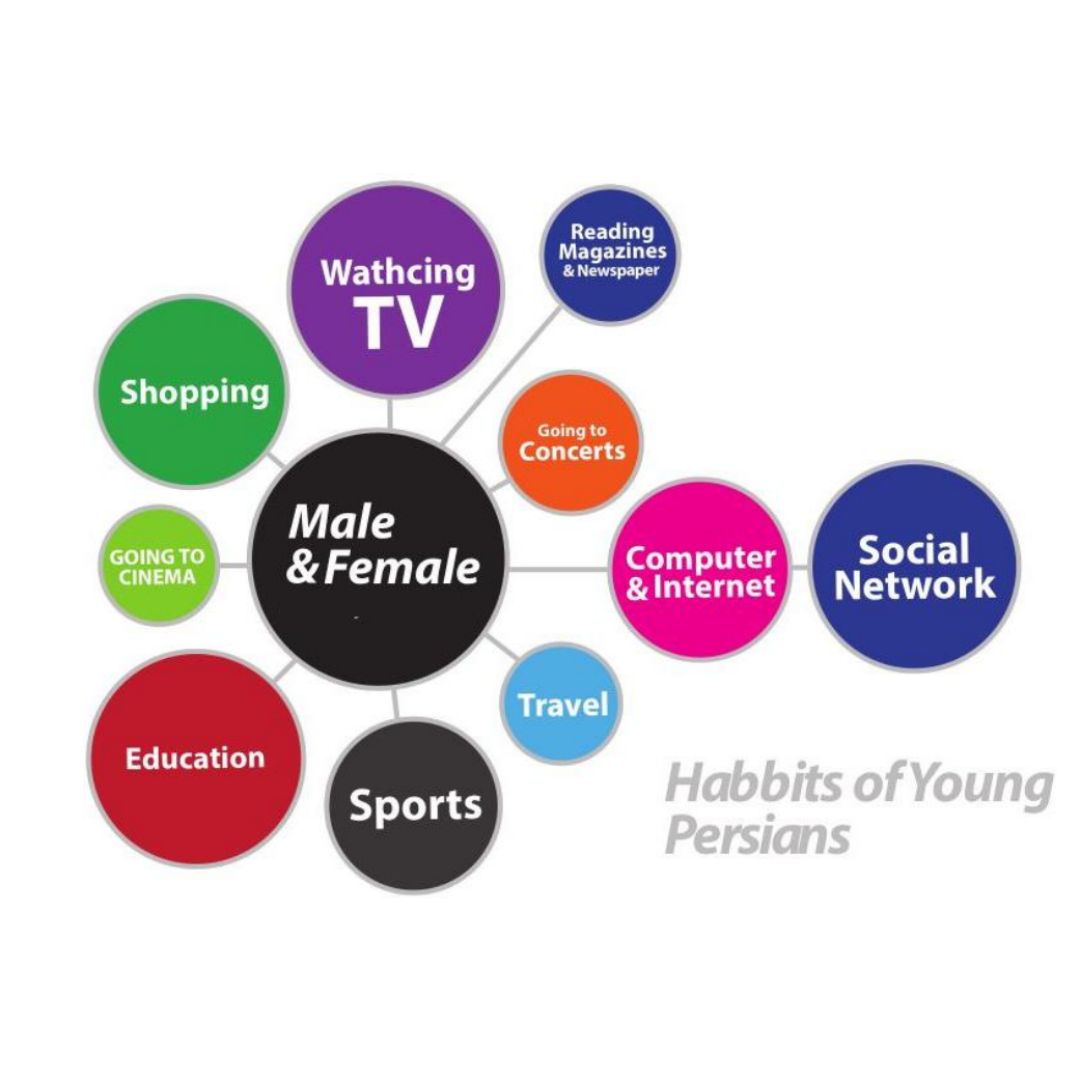 Wathcing
TV
Reading
Magazines
& Newspaper
Shopping
Going to
Concerts
Male
& Female
GOING TO
CINEMA
Computer
& Internet
Social
Network
Travel
Education
Sports
Habbits of Young
Persians